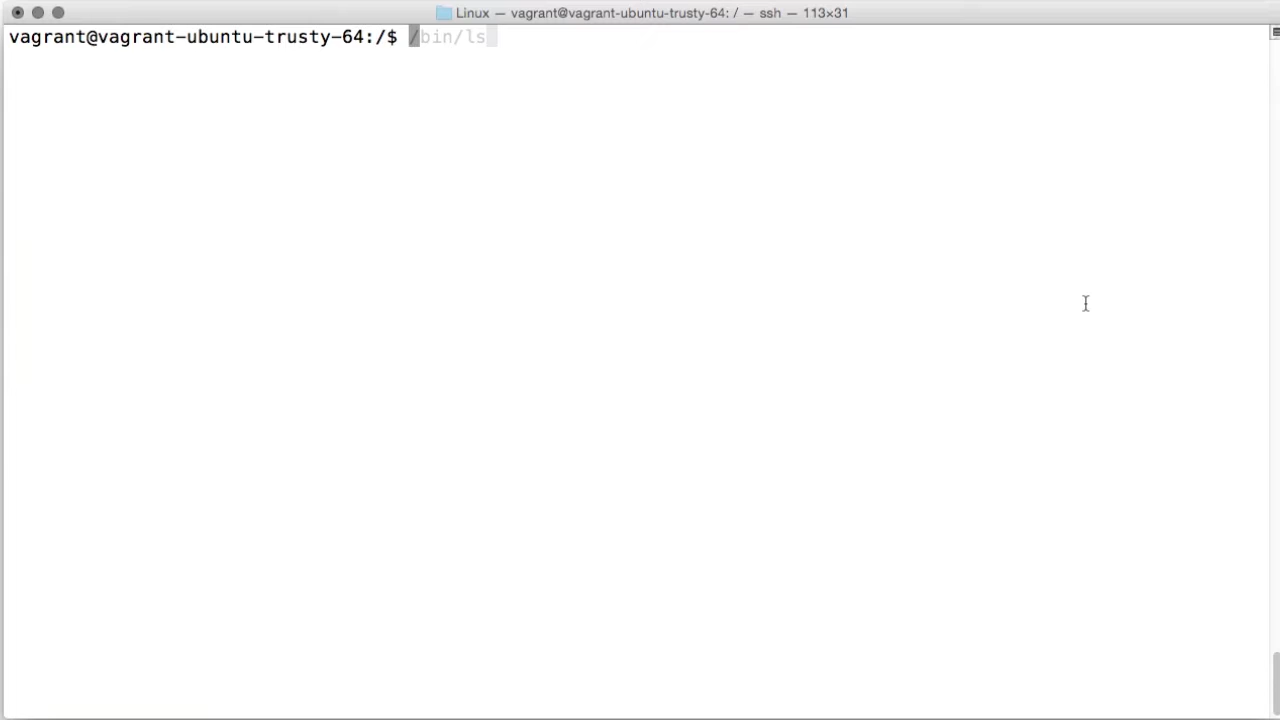 Linux — vagrant@vagrant-ubuntu-trusty-64: / — ssh — 113×31
vagrant@vagrant-ubuntu-trusty-64:/$ /bin/ls